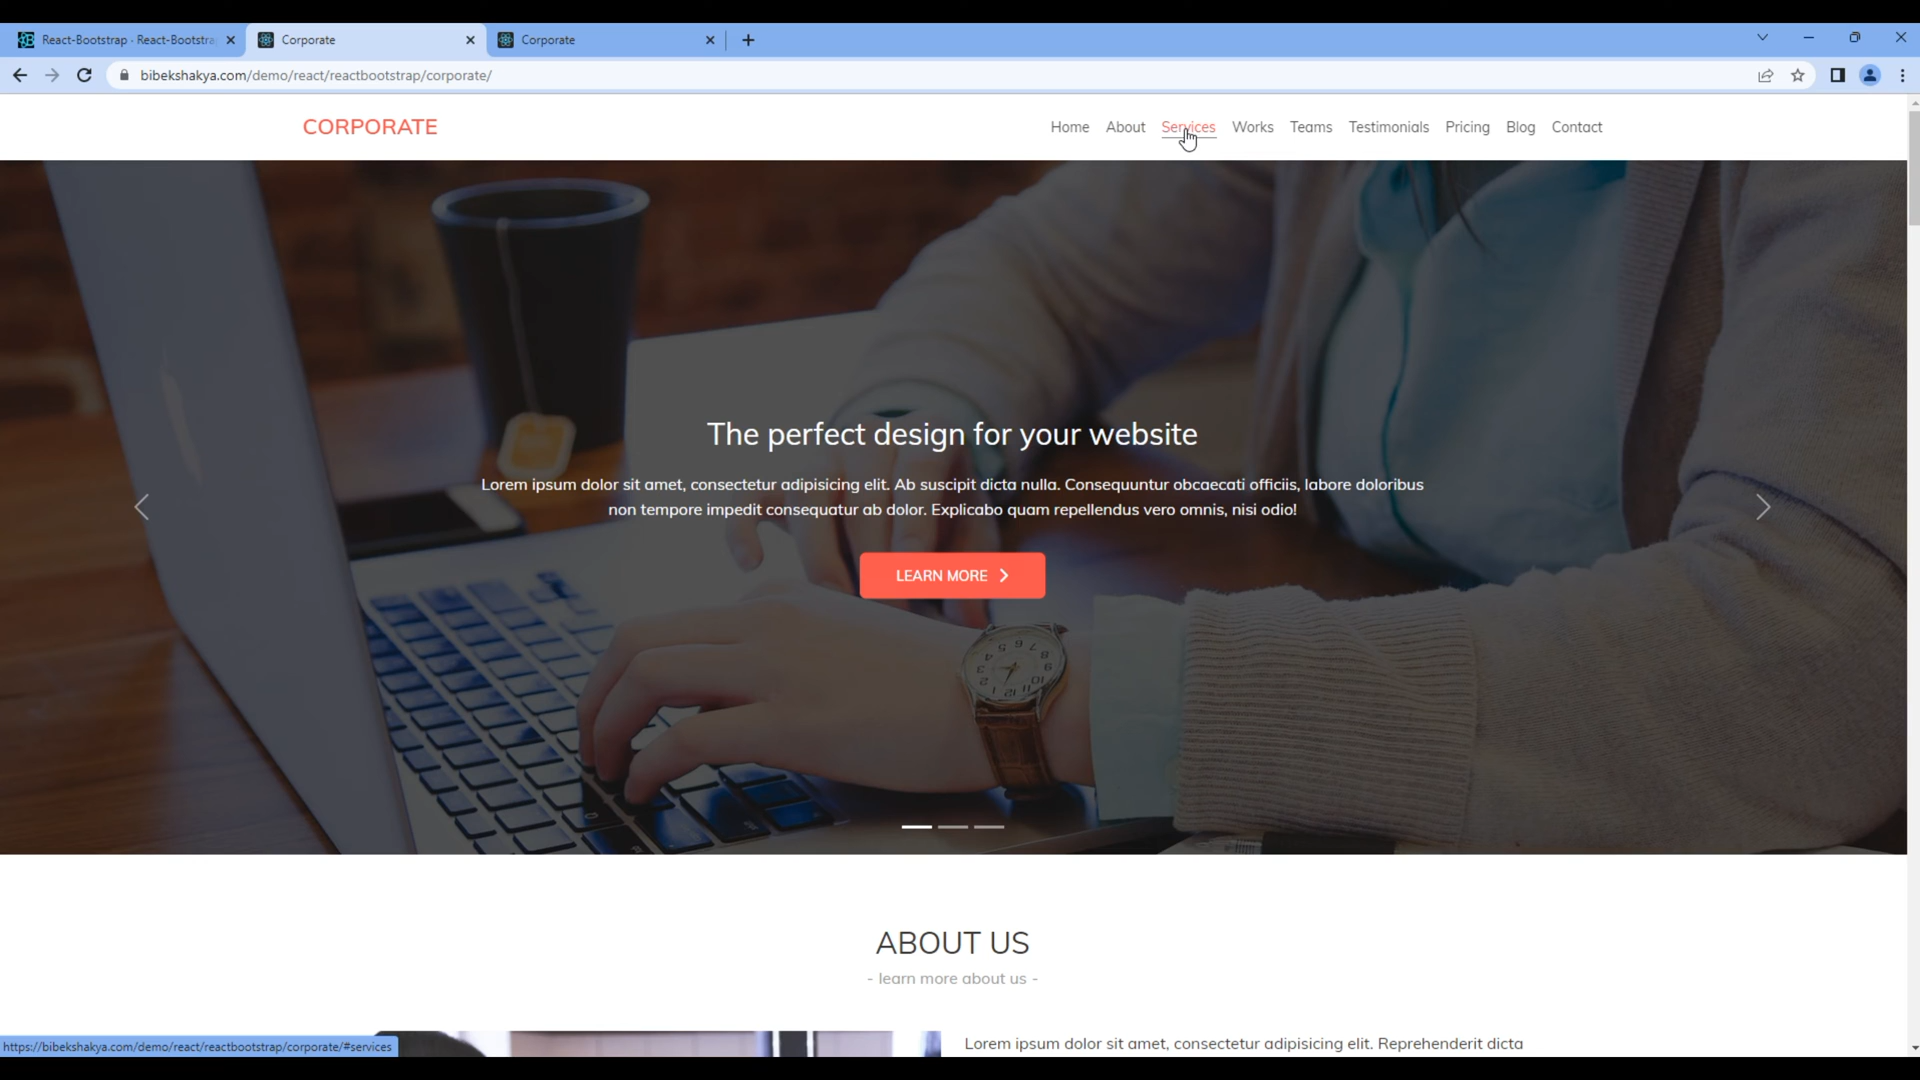 React-Bootstrap · React-Bootstra
Corporate
Corporate
bibekshakya.com/demo/react/reactbootstrap/corporate/
CORPORATE
Home About Services Works Teams Testimonials Pricing Blog Contact
The perfect design for your website
Lorem ipsum dolor sit amet, consectetur adipisicing elit. Ab suscipit dicta nulla. Consequuntur obcaecati officiis, labore doloribus
non tempore impedit consequatur ab dolor. Explicabo quam repellendus vero omnis, nisi odio!
LEARN MORE
ABOUT US
- learn more about us -
Lorem ipsum dolor sit amet, consectetur adipisicing elit. Reprehenderit dicta
https://bibekshakya.com/demo/react/reactbootstrap/corporate/#services